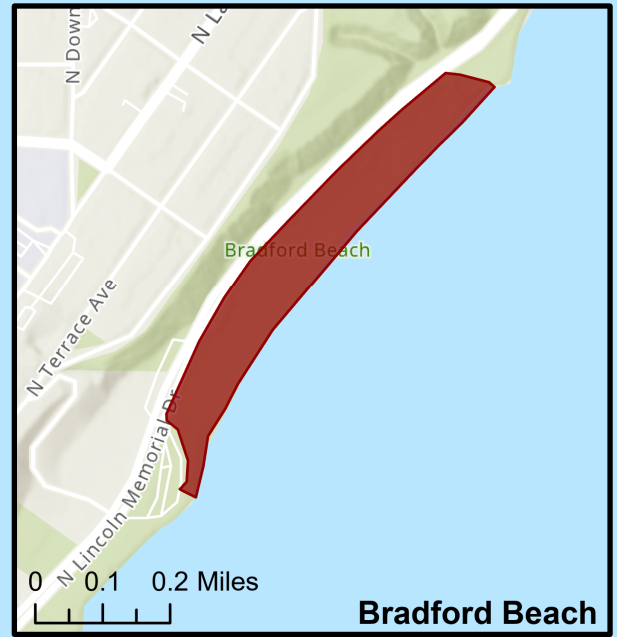 N Down
N La
Bradford Beach
N Terrace Ave
N Lincoln Memorial Dr
0 0.1 0.2 Miles
Bradford Beach